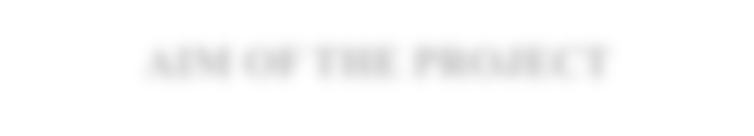 AIM OF THE PROJECT